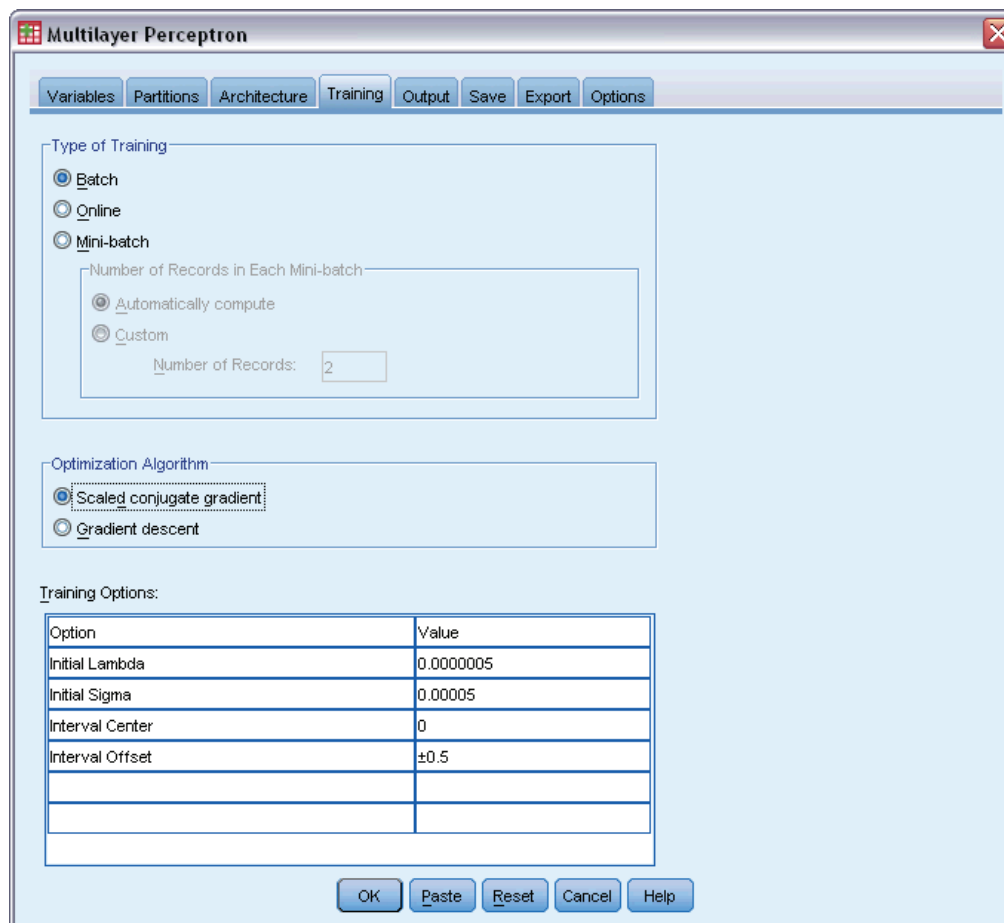 Multilayer Perceptron
Variables Partitions Architecture Training Output Save Export Options
Type of Training
Batch
Online
Mini-batch
Number of Records in Each Mini-batch
Automatically compute
Custom
Number of Records: 2
Optimization Algorithm
Scaled conjugate gradient
Gradient descent
Training Options:
Option Value
Initial Lambda 0.0000005
Initial Sigma 0.00005
Interval Center 0
Interval Offset ±0.5
OK Paste Reset Cancel Help